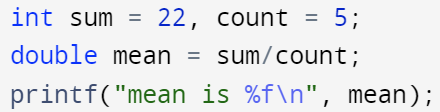 int sum = 22, count = 5;
double mean = sum/count;
printf("mean is %f\n", mean);